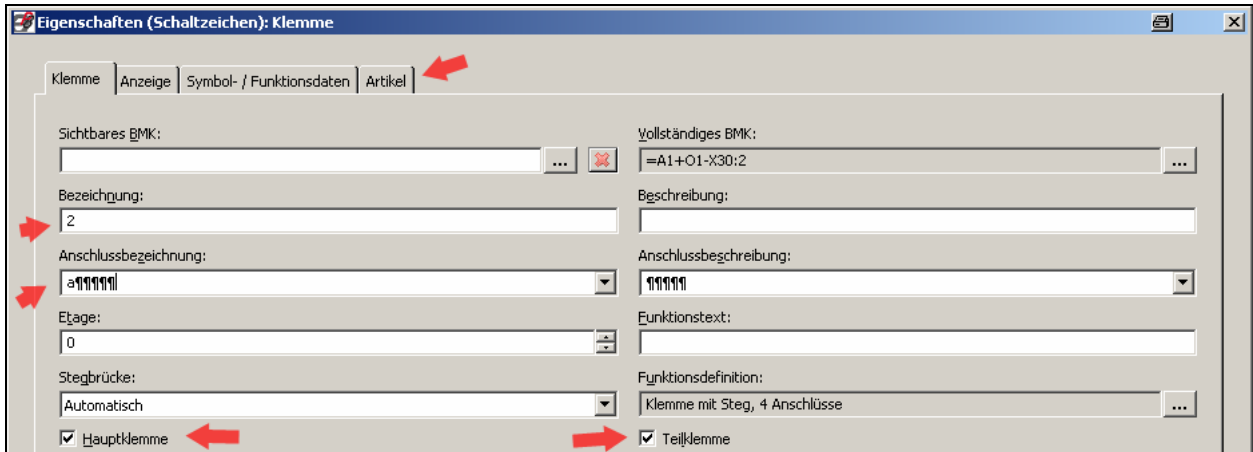 Eigenschaften (Schaltzeichen): Klemme
Klemme Anzeige Symbol- / Funktionsdaten Artikel
Sichtbares BMK: Vollständiges BMK:
... =A1+O1-X30:2 ...
Bezeichnung: Beschreibung:
2
Anschlussbezeichnung: Anschlussbeschreibung:
a¶¶¶¶¶ ¶¶¶¶¶
Etage: Funktionstext:
0
Stegbrücke: Funktionsdefinition:
Automatisch Klemme mit Steg, 4 Anschlüsse ...
Hauptklemme Teilklemme